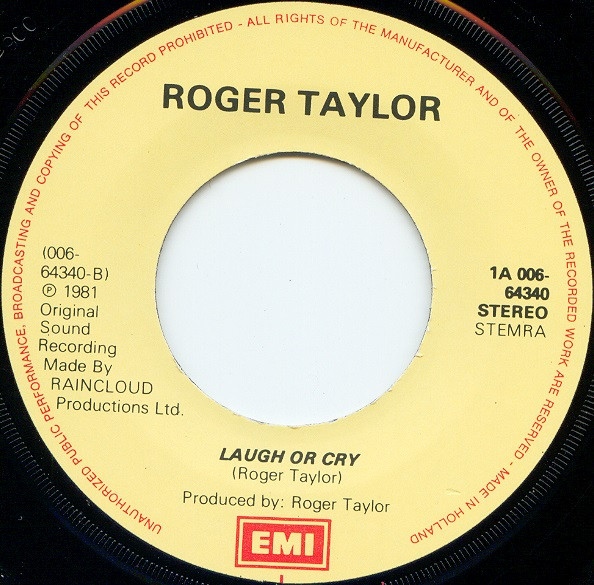 UNAUTHORIZED PUBLIC PERFORMANCE, BROADCASTING AND COPYING OF THIS RECORD PROHIBITED - ALL RIGHTS OF THE MANUFACTURER AND OF THE OWNER OF THE RECORDED WORK ARE RESERVED - MADE IN HOLLAND
ROGER TAYLOR
(006-
64340-B)
Ⓟ 1981
Original
Sound
Recording
Made By
RAINCLOUD
Productions Ltd.
1A 006-
64340
STEREO
STEMRA
LAUGH OR CRY
(Roger Taylor)
Produced by: Roger Taylor
EMI